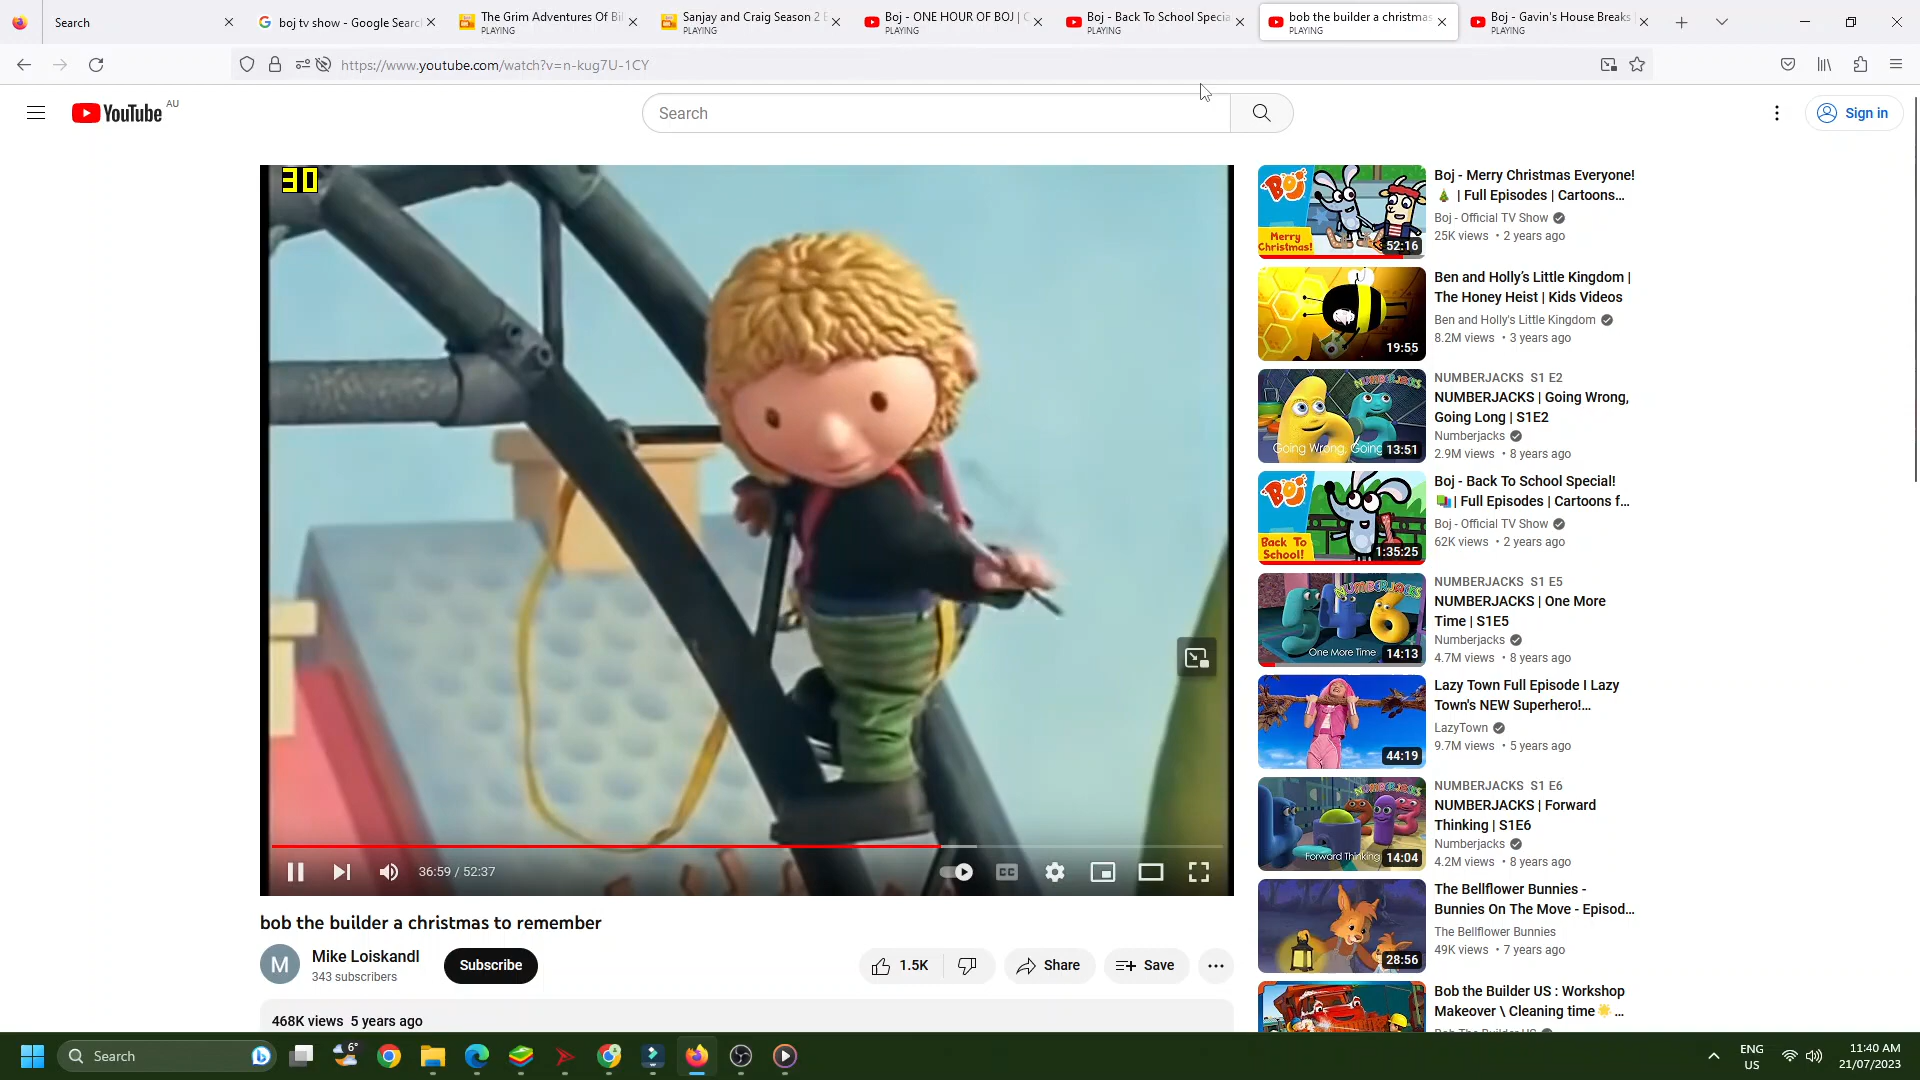 Search
boj tv show - Google Searc
The Grim Adventures Of Bil
PLAYING
Sanjay and Craig Season 2 E
PLAYING
Boj - ONE HOUR OF BOJ | C
PLAYING
Boj - Back To School Specia
PLAYING
bob the builder a christmas
PLAYING
Boj - Gavin's House Breaks
PLAYING
https://www.youtube.com/watch?v=n-kug7U-1CY
YouTube AU
Search
Sign in
30
36:59 / 52:37
CC
bob the builder a christmas to remember
M
Mike Loiskandl
343 subscribers
Subscribe
1.5K
Share
Save
468K views 5 years ago
BOJ
Merry
Christmas!
52:16
Boj - Merry Christmas Everyone!
🎄 | Full Episodes | Cartoons...
Boj - Official TV Show
25K views • 2 years ago
19:55
Ben and Holly's Little Kingdom |
The Honey Heist | Kids Videos
Ben and Holly's Little Kingdom
8.2M views • 3 years ago
NUMBERJACKS
Going Wrong, Going
13:51
NUMBERJACKS S1 E2
NUMBERJACKS | Going Wrong,
Going Long | S1E2
Numberjacks
2.9M views • 8 years ago
BOJ
Back To
School!
1:35:25
Boj - Back To School Special!
📚| Full Episodes | Cartoons f...
Boj - Official TV Show
62K views • 2 years ago
NUMBERJACKS
One More Time
14:13
NUMBERJACKS S1 E5
NUMBERJACKS | One More
Time | S1E5
Numberjacks
4.7M views • 8 years ago
44:19
Lazy Town Full Episode I Lazy
Town's NEW Superhero!...
LazyTown
9.7M views • 5 years ago
NUMBERJACKS
Forward Thinking
14:04
NUMBERJACKS S1 E6
NUMBERJACKS | Forward
Thinking | S1E6
Numberjacks
4.2M views • 8 years ago
28:56
The Bellflower Bunnies -
Bunnies On The Move - Episod...
The Bellflower Bunnies
49K views • 7 years ago
Bob the Builder US : Workshop
Makeover \ Cleaning time🌟 ...
Search
6°
ENG
US
11:40 AM
21/07/2023